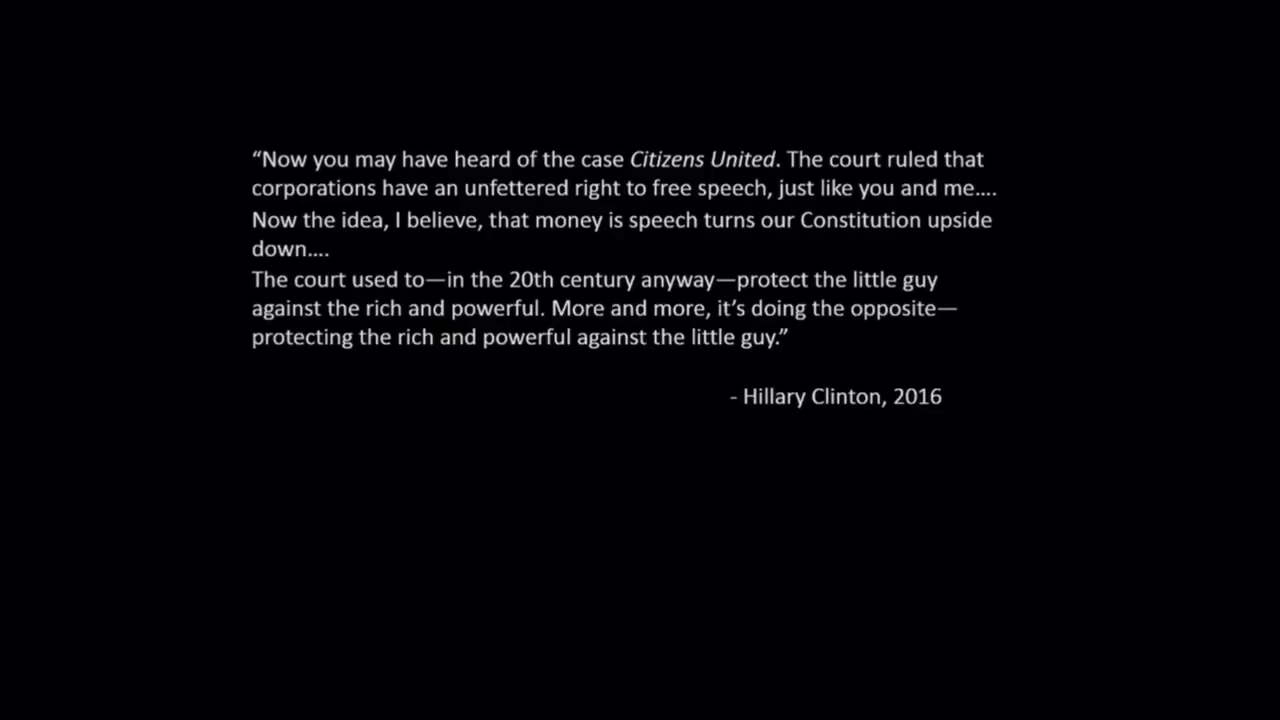 “Now you may have heard of the case Citizens United. The court ruled that
corporations have an unfettered right to free speech, just like you and me....
Now the idea, I believe, that money is speech turns our Constitution upside
down....
The court used to—in the 20th century anyway—protect the little guy
against the rich and powerful. More and more, it’s doing the opposite—
protecting the rich and powerful against the little guy.”
- Hillary Clinton, 2016